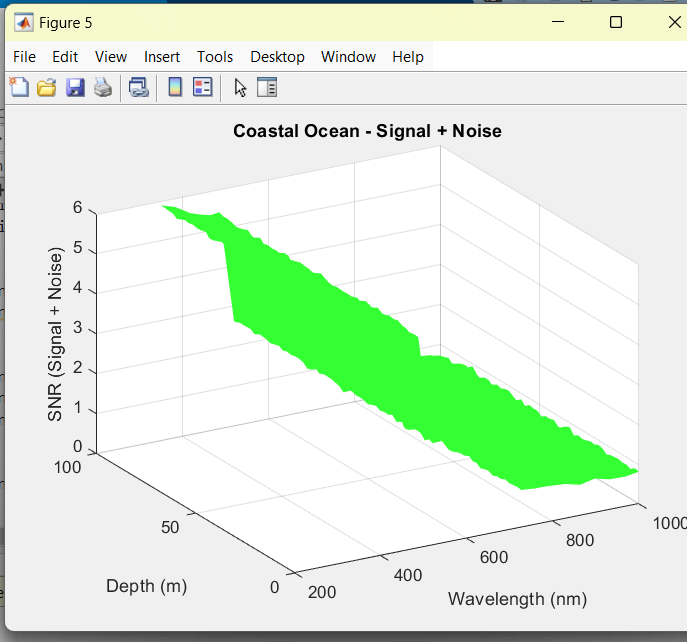 Figure 5
File Edit View Insert Tools Desktop Window Help
Coastal Ocean - Signal + Noise
SNR (Signal + Noise)
6
5
4
3
2
1
0
100
50
0
Depth (m)
200
400
600
800
1000
Wavelength (nm)